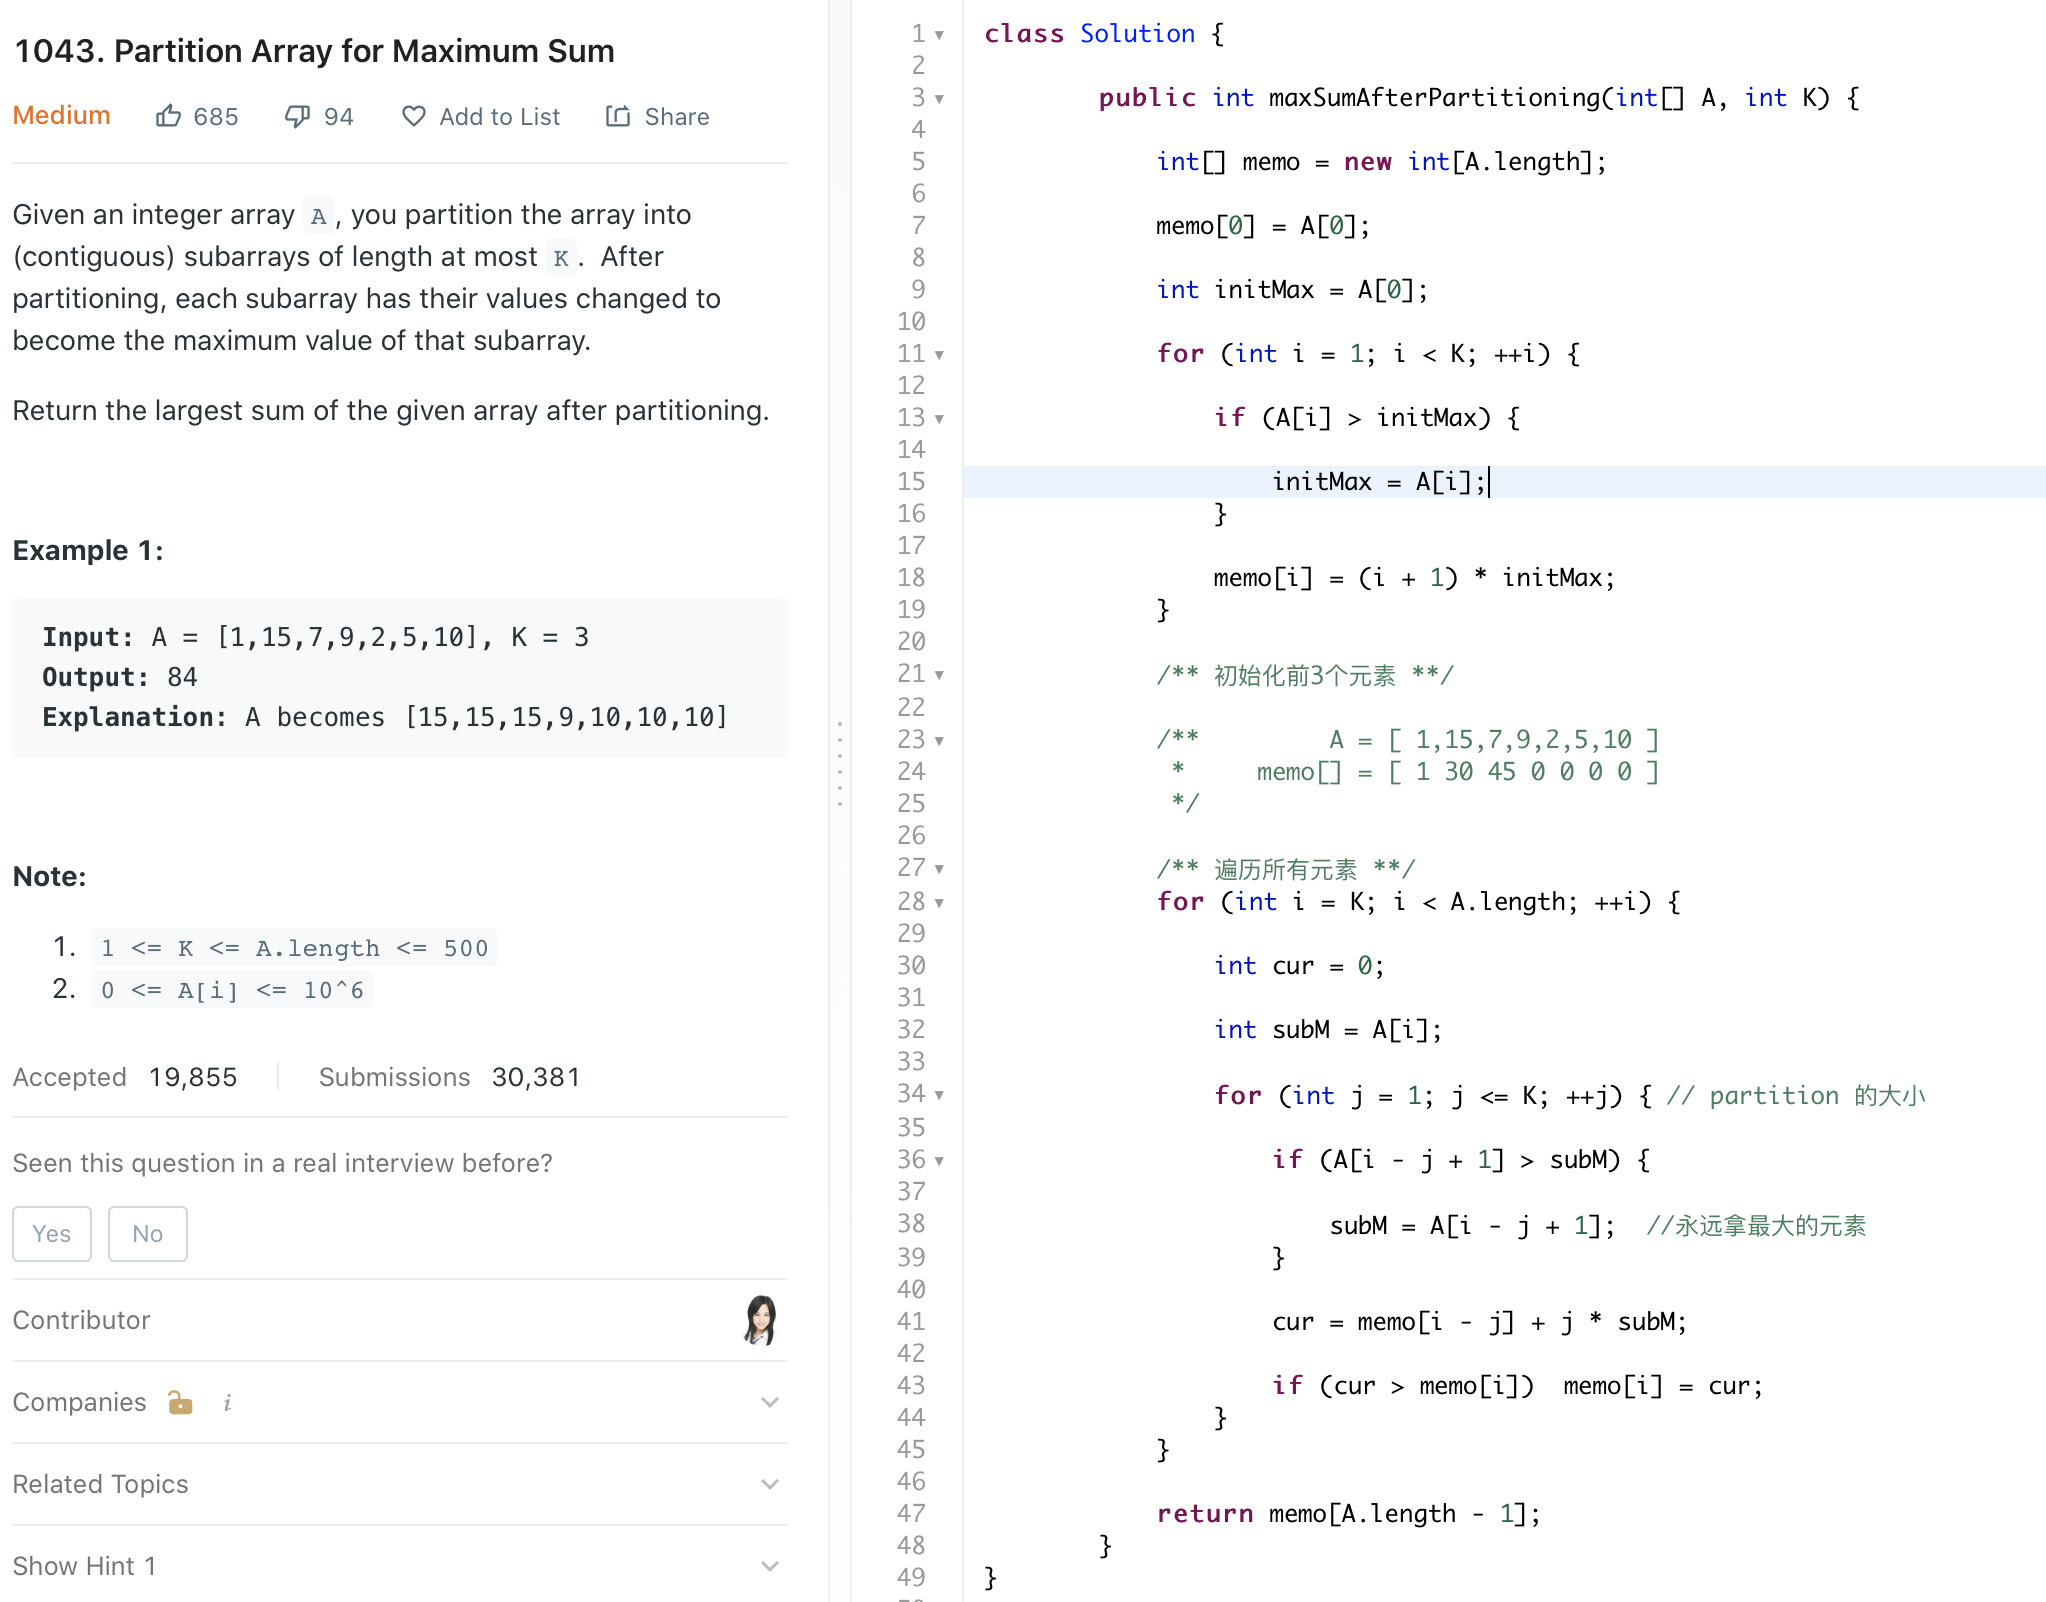 1043. Partition Array for Maximum Sum
Medium 685 94 Add to List Share
Given an integer array A, you partition the array into
(contiguous) subarrays of length at most K. After
partitioning, each subarray has their values changed to
become the maximum value of that subarray.
Return the largest sum of the given array after partitioning.
Example 1:
Input: A = [1,15,7,9,2,5,10], K = 3
Output: 84
Explanation: A becomes [15,15,15,9,10,10,10]
Note:
1. 1 <= K <= A.length <= 500
2. 0 <= A[i] <= 10^6
Accepted 19,855 Submissions 30,381
Seen this question in a real interview before?
Yes No
Contributor
Companies i
Related Topics
Show Hint 1
1 class Solution {
2
3 public int maxSumAfterPartitioning(int[] A, int K) {
4
5 int[] memo = new int[A.length];
6
7 memo[0] = A[0];
8
9 int initMax = A[0];
10
11 for (int i = 1; i < K; ++i) {
12
13 if (A[i] > initMax) {
14
15 initMax = A[i];
16 }
17
18 memo[i] = (i + 1) * initMax;
19 }
20
21 /** 初始化前3个元素 **/
22
23 /** A = [ 1,15,7,9,2,5,10 ]
24 * memo[] = [ 1 30 45 0 0 0 0 ]
25 */
26
27 /** 遍历所有元素 **/
28 for (int i = K; i < A.length; ++i) {
29
30 int cur = 0;
31
32 int subM = A[i];
33
34 for (int j = 1; j <= K; ++j) { // partition 的大小
35
36 if (A[i - j + 1] > subM) {
37
38 subM = A[i - j + 1]; //永远拿最大的元素
39 }
40
41 cur = memo[i - j] + j * subM;
42
43 if (cur > memo[i]) memo[i] = cur;
44 }
45 }
46
47 return memo[A.length - 1];
48 }
49 }